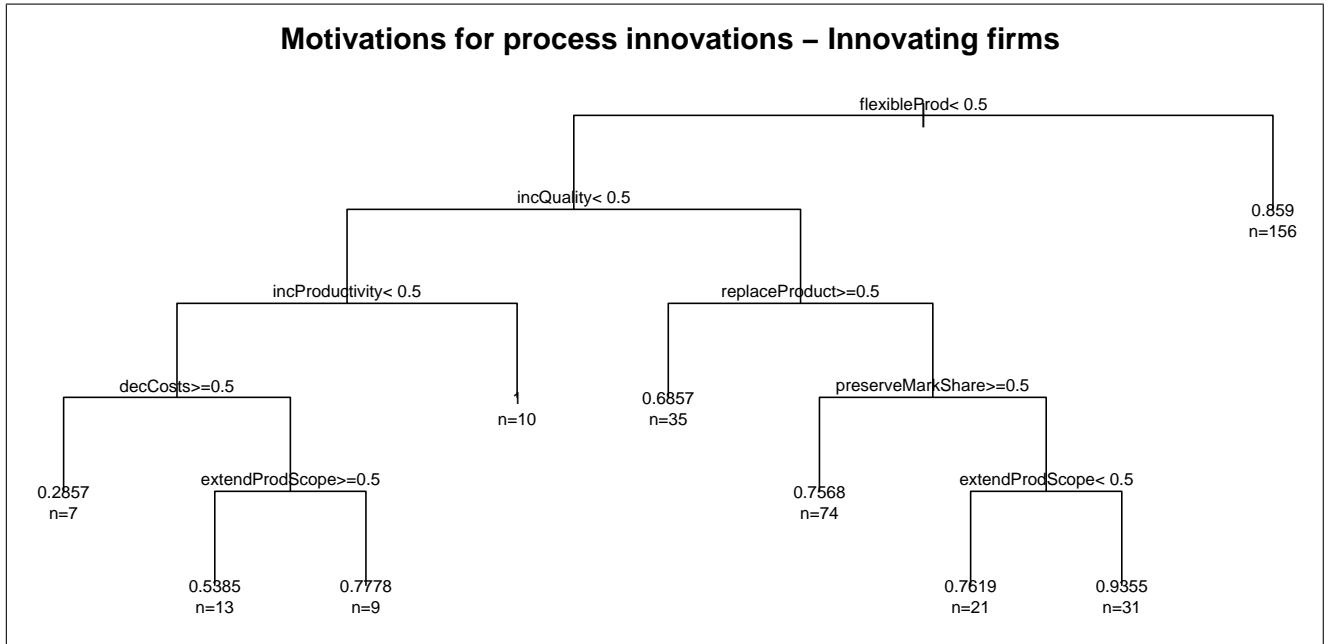 Motivations for process innovations – Innovating firms
flexibleProd< 0.5
incQuality< 0.5
0.859
n=156
incProductivity< 0.5
replaceProduct>=0.5
decCosts>=0.5
1
n=10
0.6857
n=35
preserveMarkShare>=0.5
0.2857
n=7
extendProdScope>=0.5
0.7568
n=74
extendProdScope< 0.5
0.5385
n=13
0.7778
n=9
0.7619
n=21
0.9355
n=31